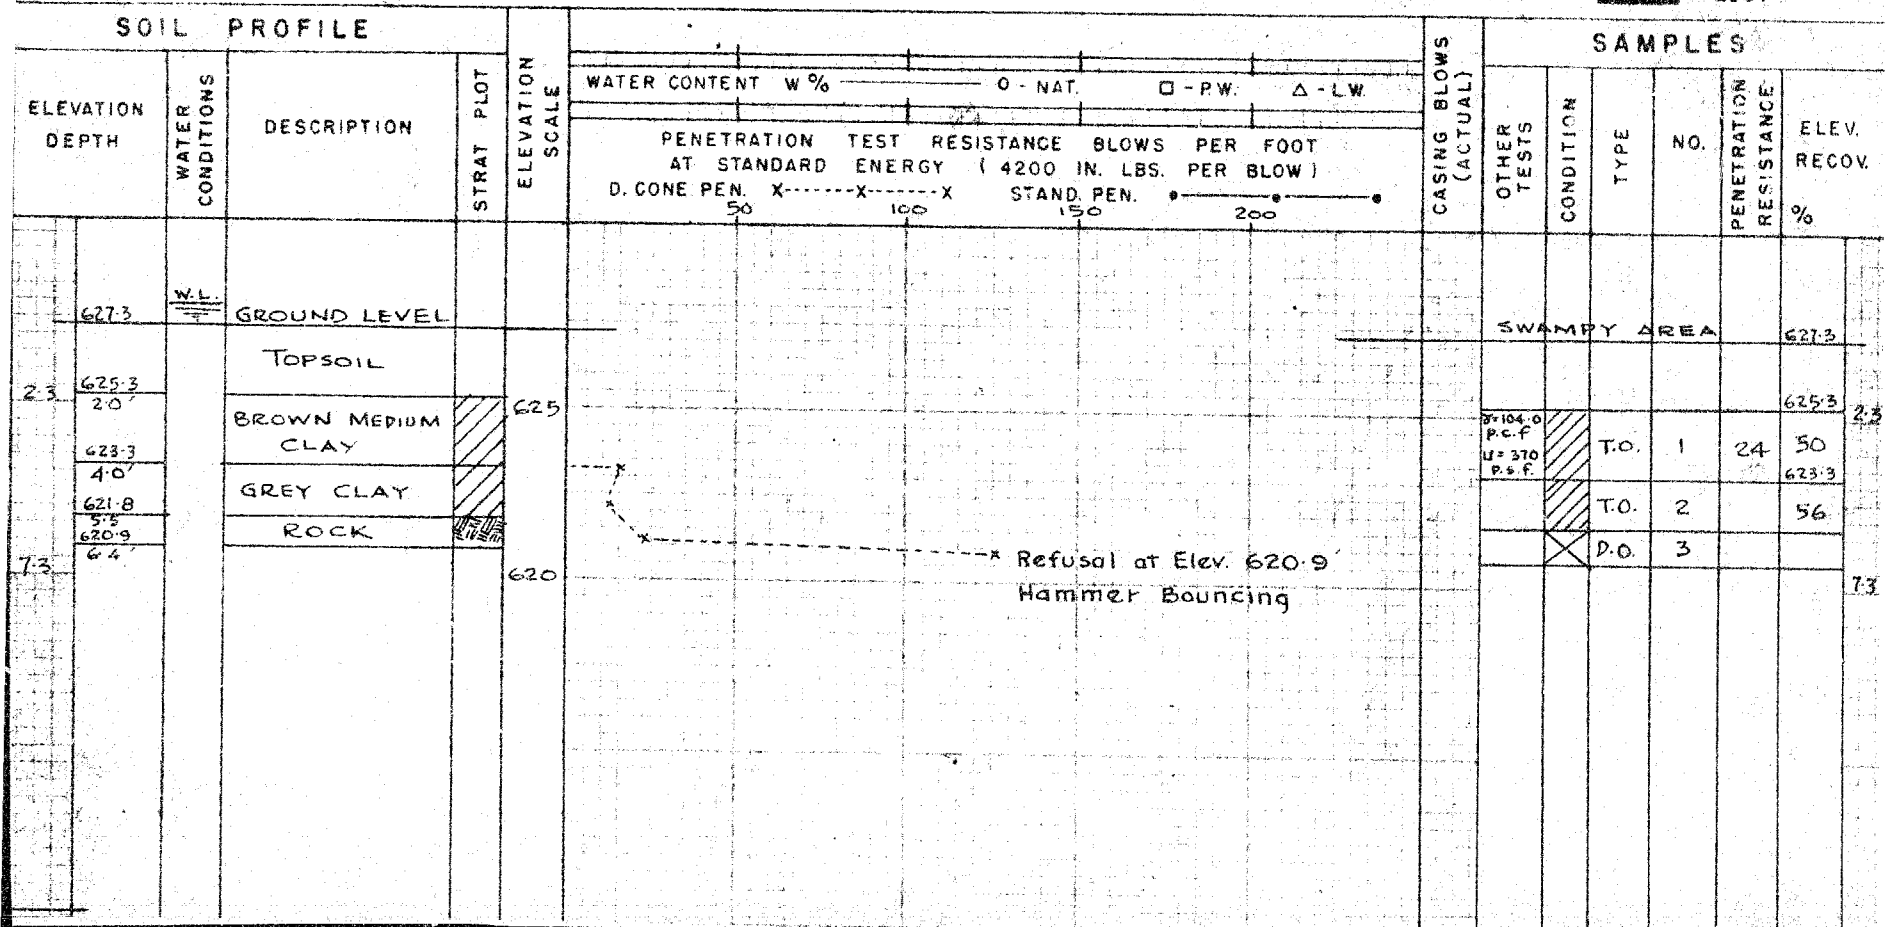 SOIL PROFILE
SAMPLES
ELEVATION DEPTH
WATER CONDITIONS
DESCRIPTION
STRAT PLOT
ELEVATION SCALE
WATER CONTENT W % O - NAT. □ - P.W. △ - L.W.
PENETRATION TEST RESISTANCE BLOWS PER FOOT
AT STANDARD ENERGY ( 4200 IN. LBS. PER BLOW )
D. CONE PEN. X-------X-------X STAND. PEN.
50 100 150 200
CASING BLOWS (ACTUAL)
OTHER TESTS
CONDITION
TYPE
NO.
PENETRATION RESISTANCE
ELEV. RECOV. %
W.L.
627.3 GROUND LEVEL
SWAMPY AREA 627.3
TOPSOIL
2.3 625.3
2.0'
625
625.3 2.3
BROWN MEDIUM
CLAY
γ=104.0
p.c.f
U = 370
p.s.f.
T.O. 1 24 50
623.3
4.0'
623.3
GREY CLAY
T.O. 2 56
621.8
5.5
ROCK
620.9
6.4'
D.O. 3
7.3
620
Refusal at Elev. 620.9'
Hammer Bouncing
7.3